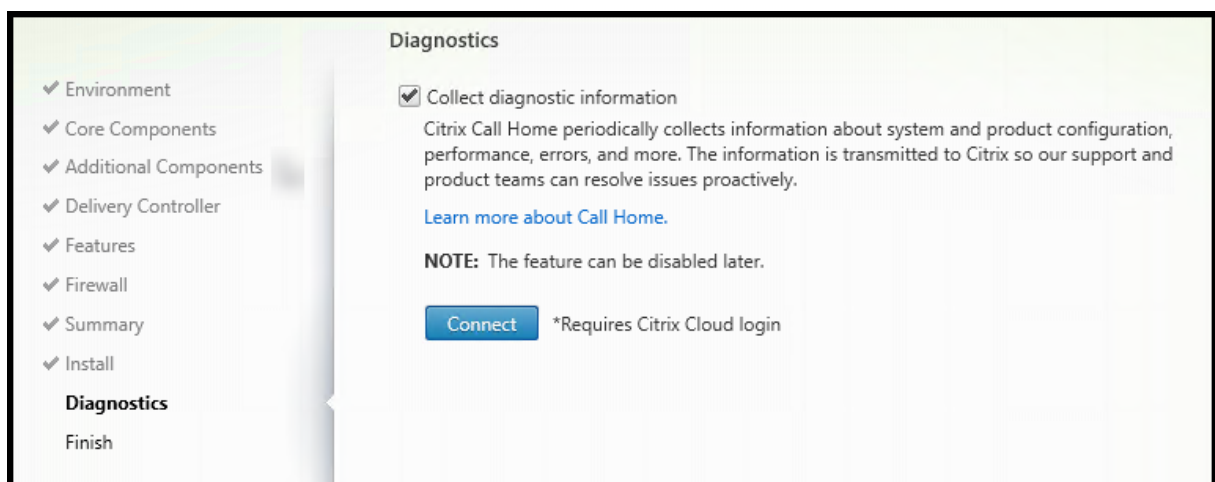 Diagnostics
Environment
Core Components
Additional Components
Delivery Controller
Features
Firewall
Summary
Install
Diagnostics
Finish
Collect diagnostic information
Citrix Call Home periodically collects information about system and product configuration,
performance, errors, and more. The information is transmitted to Citrix so our support and
product teams can resolve issues proactively.
Learn more about Call Home.
NOTE: The feature can be disabled later.
Connect *Requires Citrix Cloud login